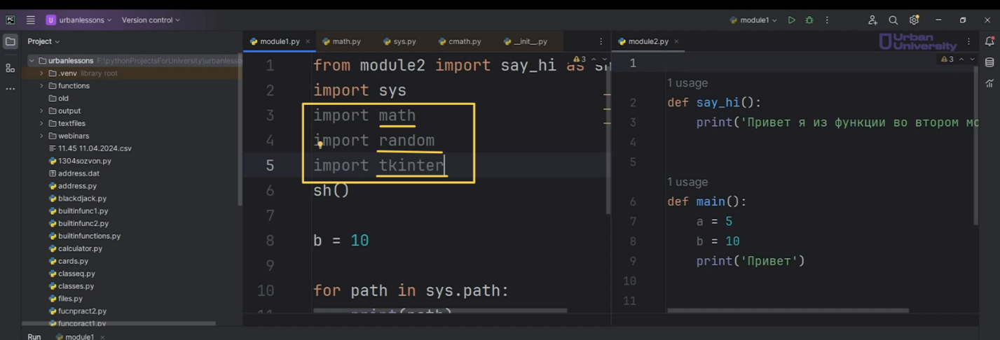 PC
U urbanlessons Version control
module1
Project
module1.py math.py sys.py cmath.py __init__.py
module2.py
Urban University
urbanlessons F:\pythonProjectsForUniversity\urbanlesso
.venv library root
functions
old
output
textfiles
webinars
11.45 11.04.2024.csv
1304sozvon.py
address.dat
address.py
blackdjack.py
builtinfunc1.py
builtinfunc2.py
builtinfunctions.py
calculator.py
cards.py
classeq.py
classes.py
files.py
fucnpract2.py
funcpract1.py
3
1 from module2 import say_hi as sh
2 import sys
3 import math
4 import random
5 import tkinter
6 sh()
7
8 b = 10
9
10 for path in sys.path:
11 print(path)
3
1
1 usage
2 def say_hi():
3 print('Привет я из функции во втором мо
4
5
1 usage
6 def main():
7 a = 5
8 b = 10
9 print('Привет')
10
11
Run module1